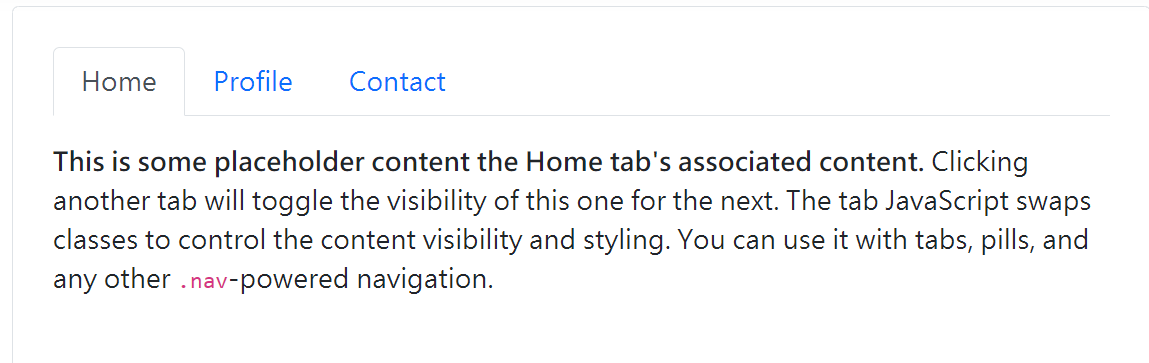 Home Profile Contact
This is some placeholder content the Home tab's associated content. Clicking
another tab will toggle the visibility of this one for the next. The tab JavaScript swaps
classes to control the content visibility and styling. You can use it with tabs, pills, and
any other .nav-powered navigation.